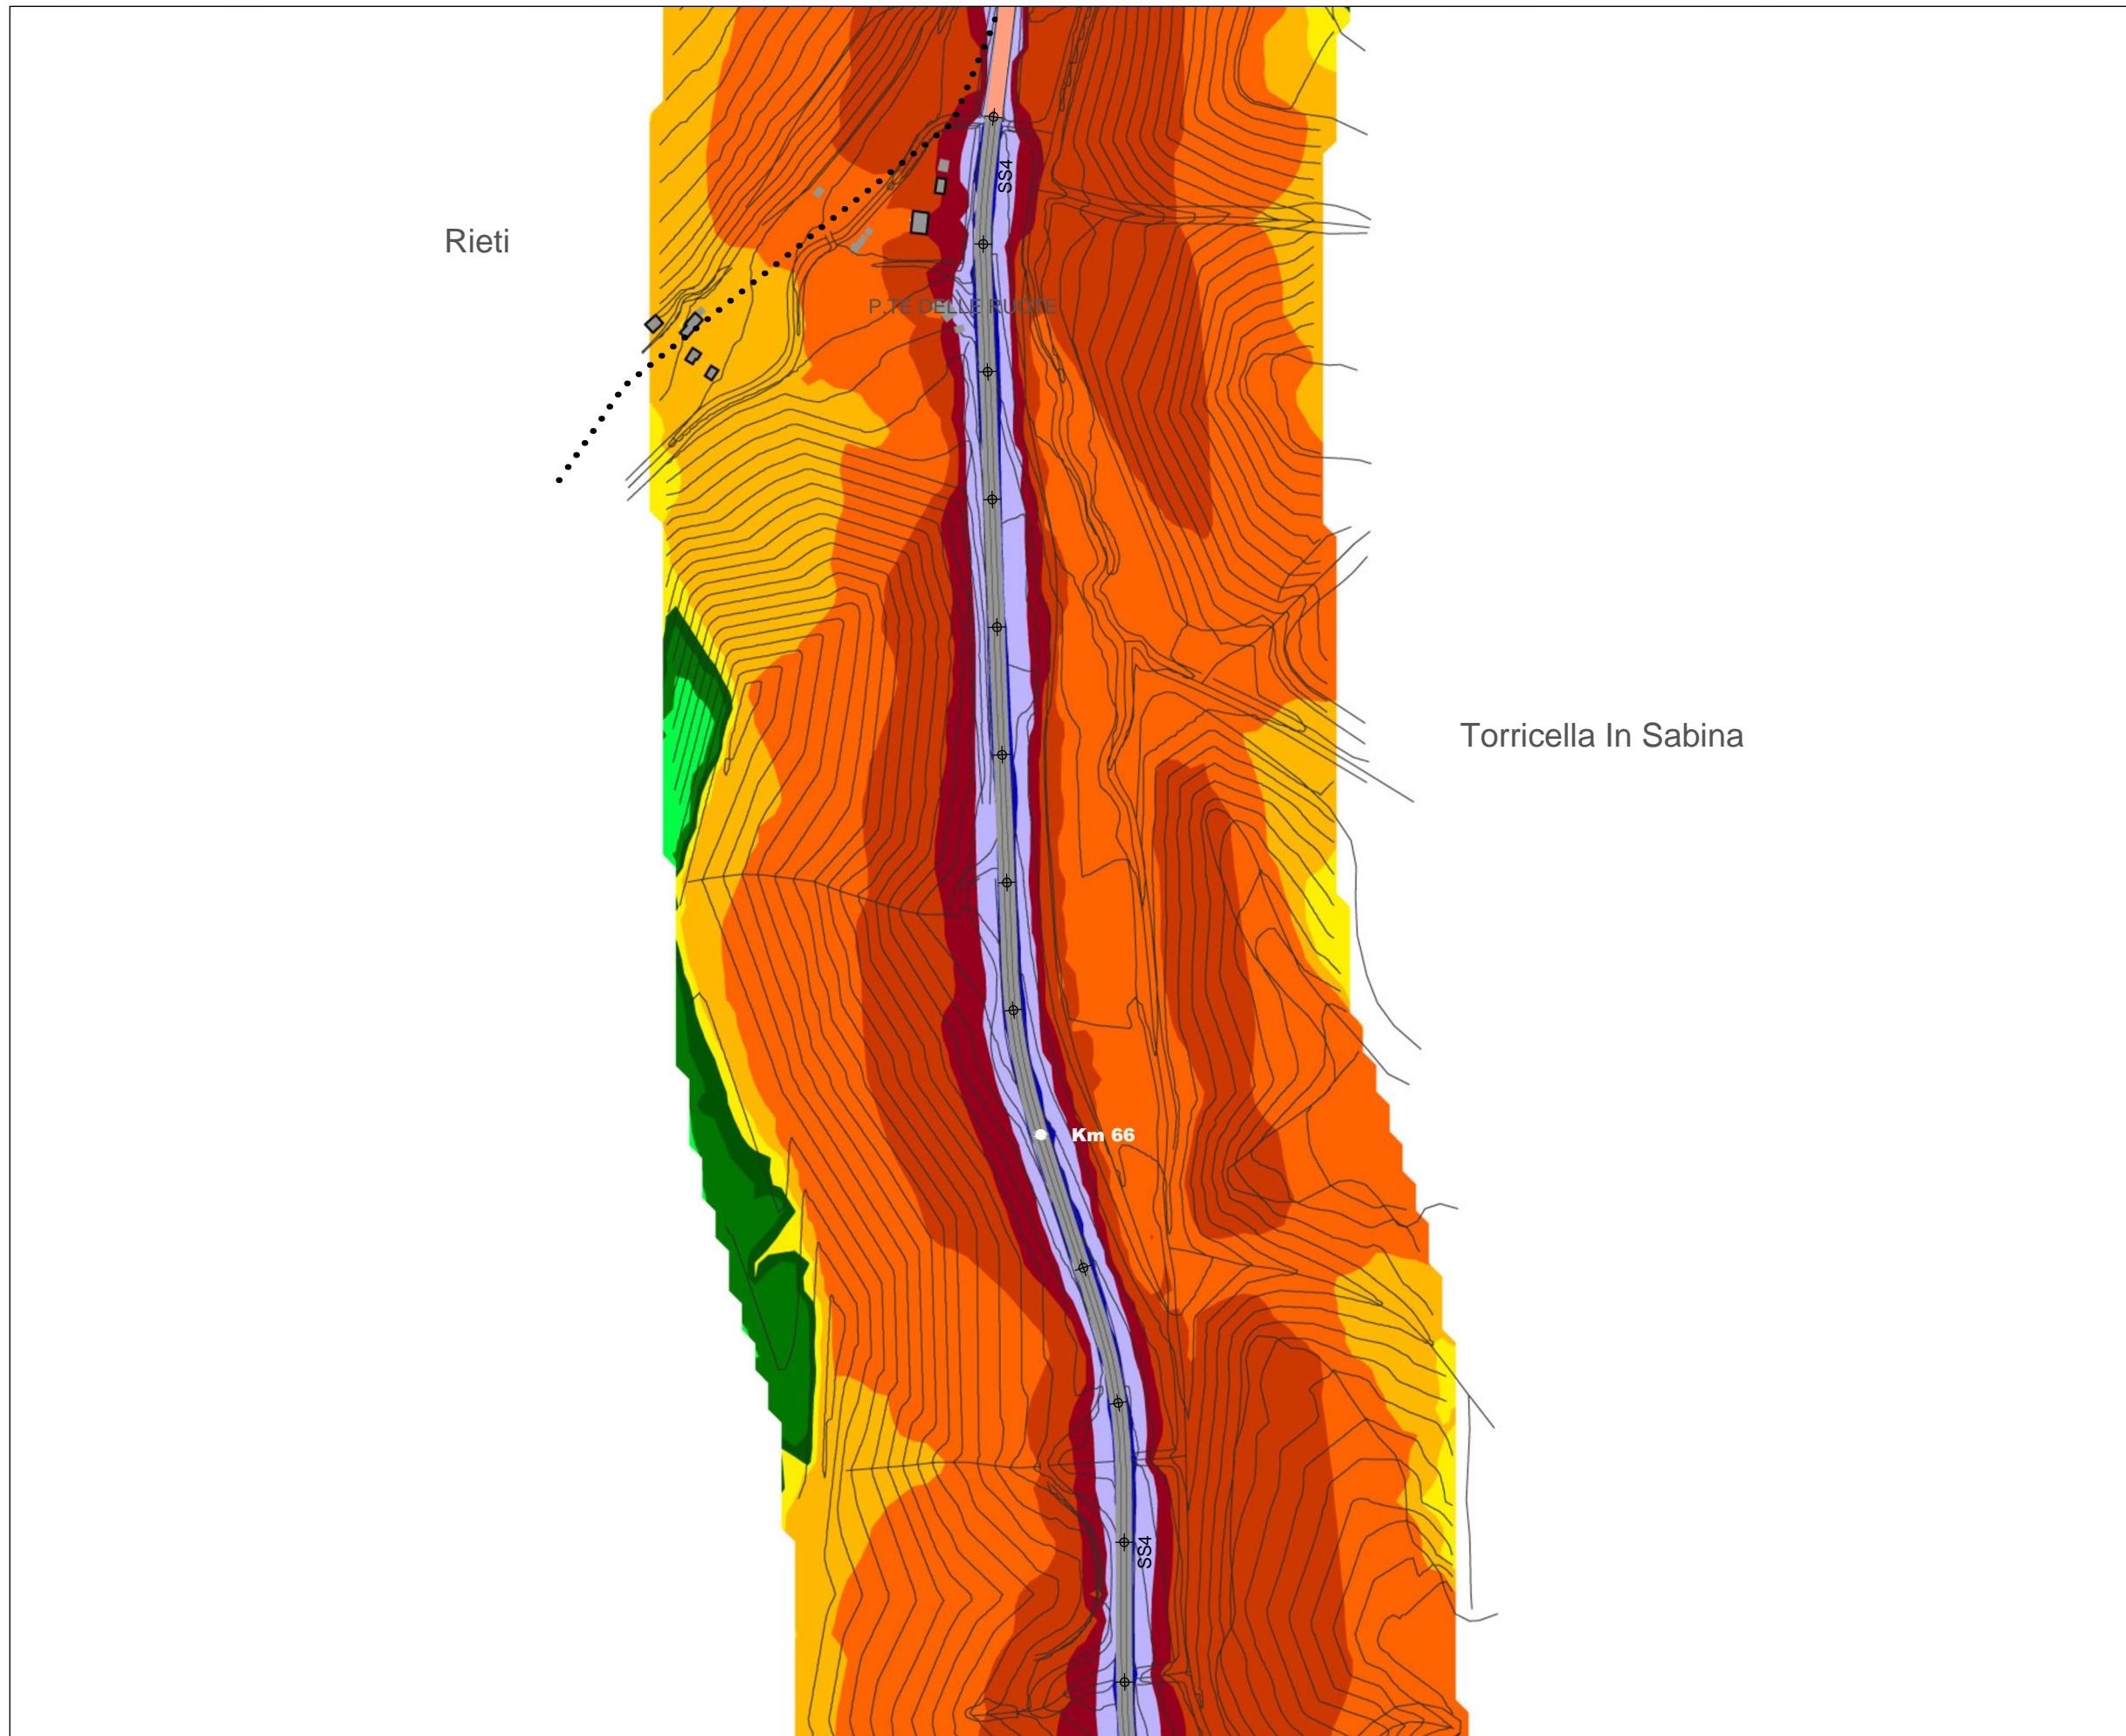 SS4
Rieti
P.TE DELLE RUOTE
Torricella In Sabina
Km 66
SS4